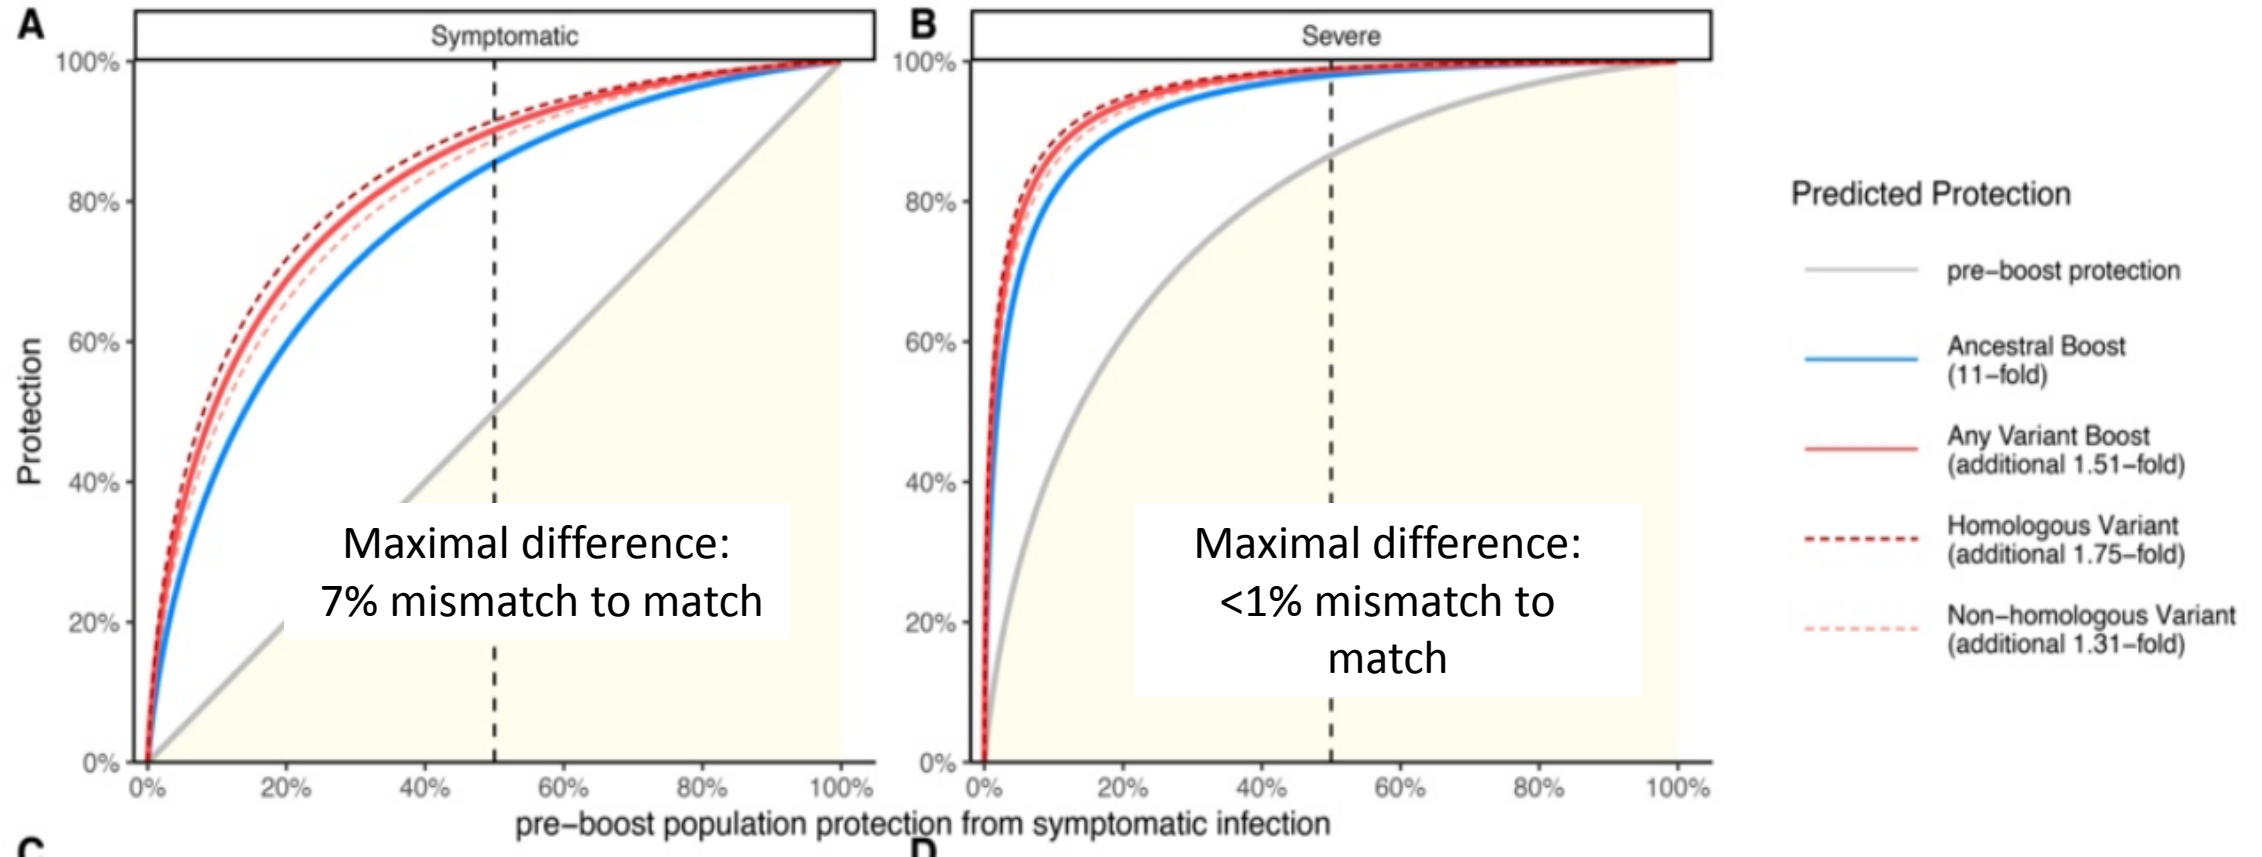 A
Symptomatic
B
Severe
100%
80%
60%
40%
20%
0%
Protection
0%
20%
40%
60%
80%
100%
Maximal difference:
7% mismatch to match
100%
80%
60%
40%
20%
0%
0%
20%
40%
60%
80%
100%
Maximal difference:
<1% mismatch to
match
pre–boost population protection from symptomatic infection
Predicted Protection
pre–boost protection
Ancestral Boost
(11–fold)
Any Variant Boost
(additional 1.51–fold)
Homologous Variant
(additional 1.75–fold)
Non–homologous Variant
(additional 1.31–fold)
C
D